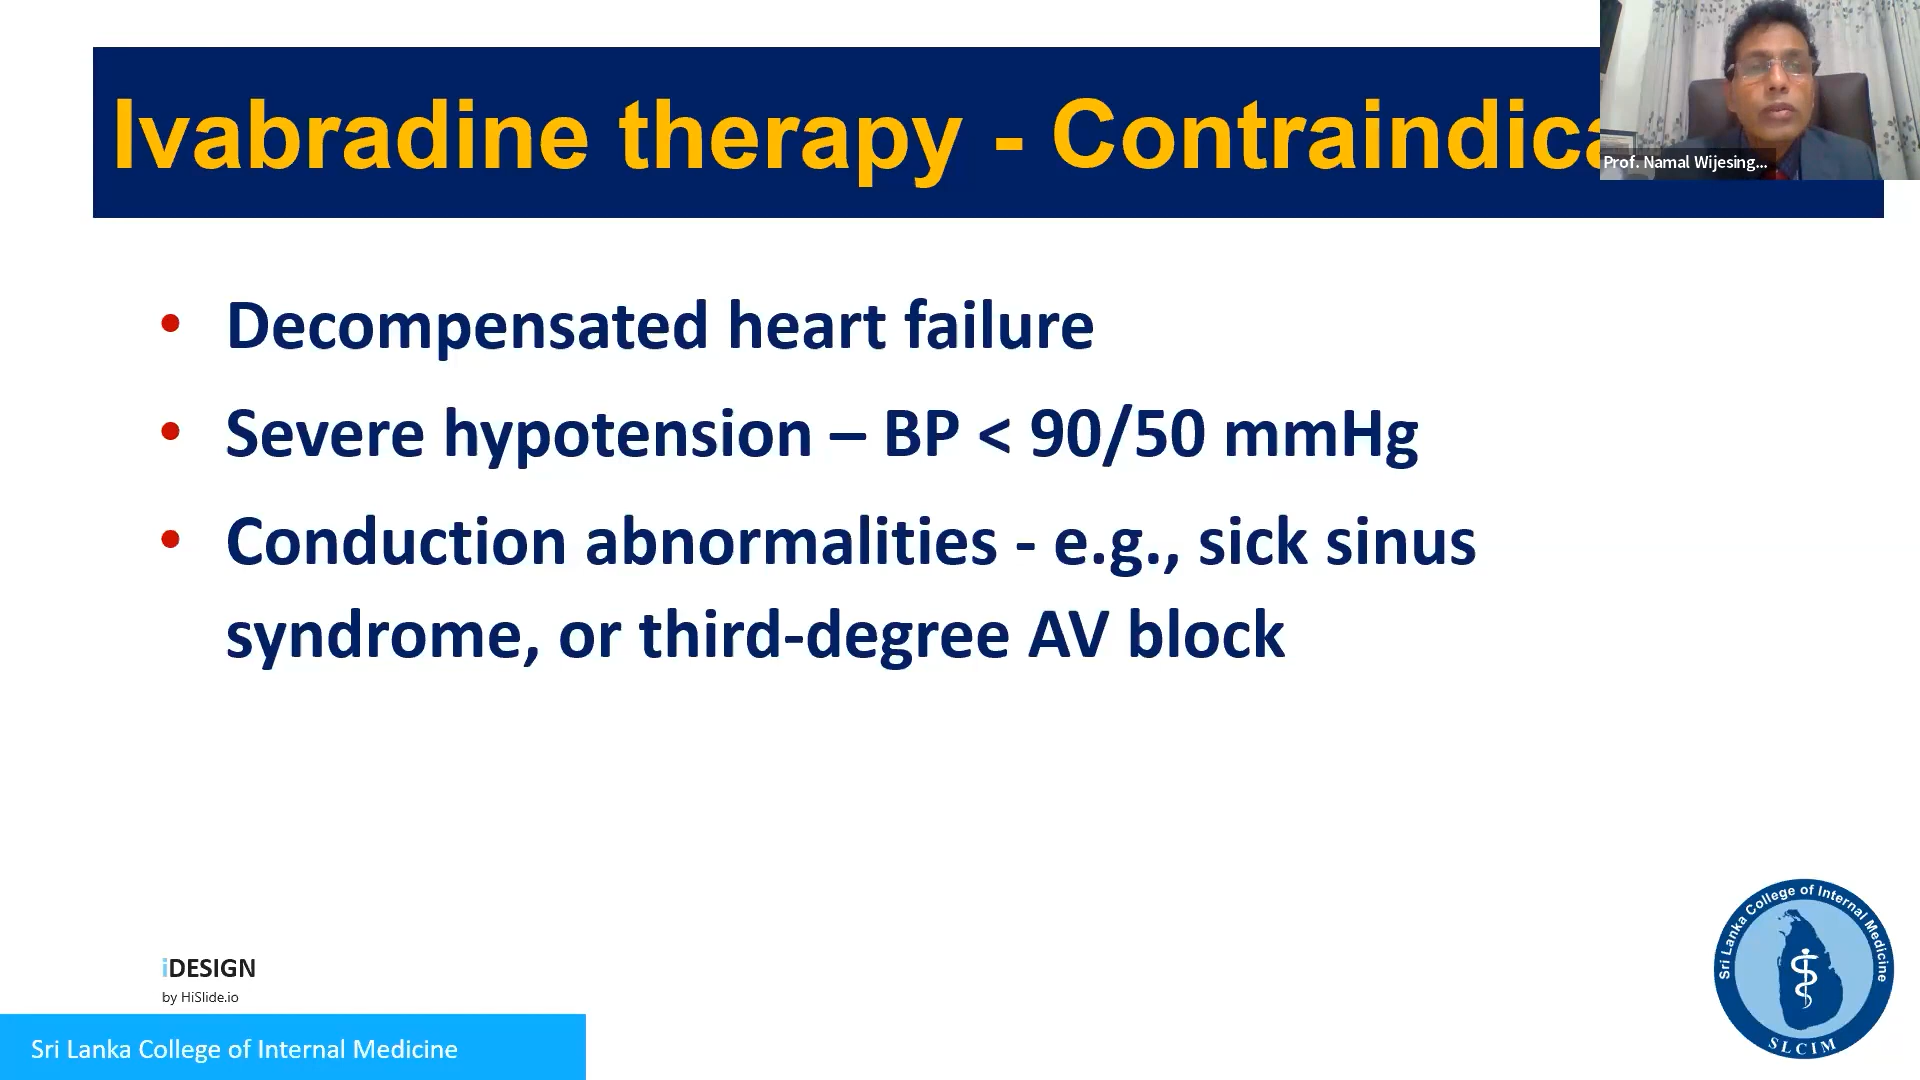 Ivabradine therapy - Contraindica
Prof. Namal Wijesing...
• Decompensated heart failure
• Severe hypotension – BP < 90/50 mmHg
• Conduction abnormalities - e.g., sick sinus
syndrome, or third-degree AV block
iDESIGN
by HiSlide.io
Sri Lanka College of Internal Medicine
Sri Lanka College of Internal Medicine
SLCIM